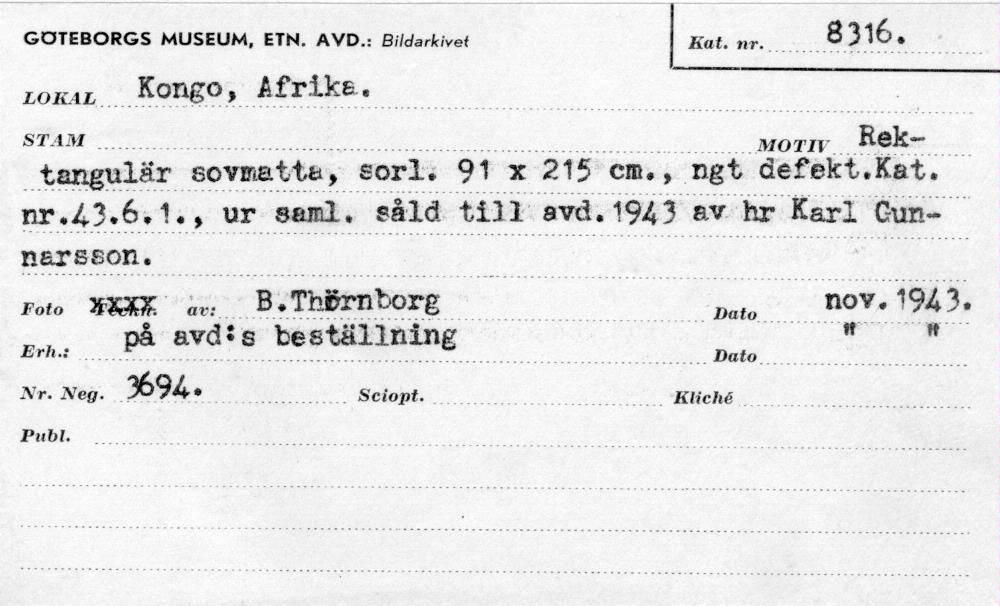 GÖTEBORGS MUSEUM, ETN. AVD.: Bildarkivet Kat. nr. 8316.
LOKAL Kongo, Afrika.
STAM MOTIV Rek-
tangulär sovmatta, sorl. 91 x 215 cm., ngt defekt.Kat.
nr.43.6.1., ur saml. såld till avd.1943 av hr Karl Gun-
narsson.
Foto xxxx av: B.Thörnborg Dato nov. 1943.
Erh.: på avd:s beställning Dato " "
Nr. Neg. 3694. Sciopt. Kliché
Publ.